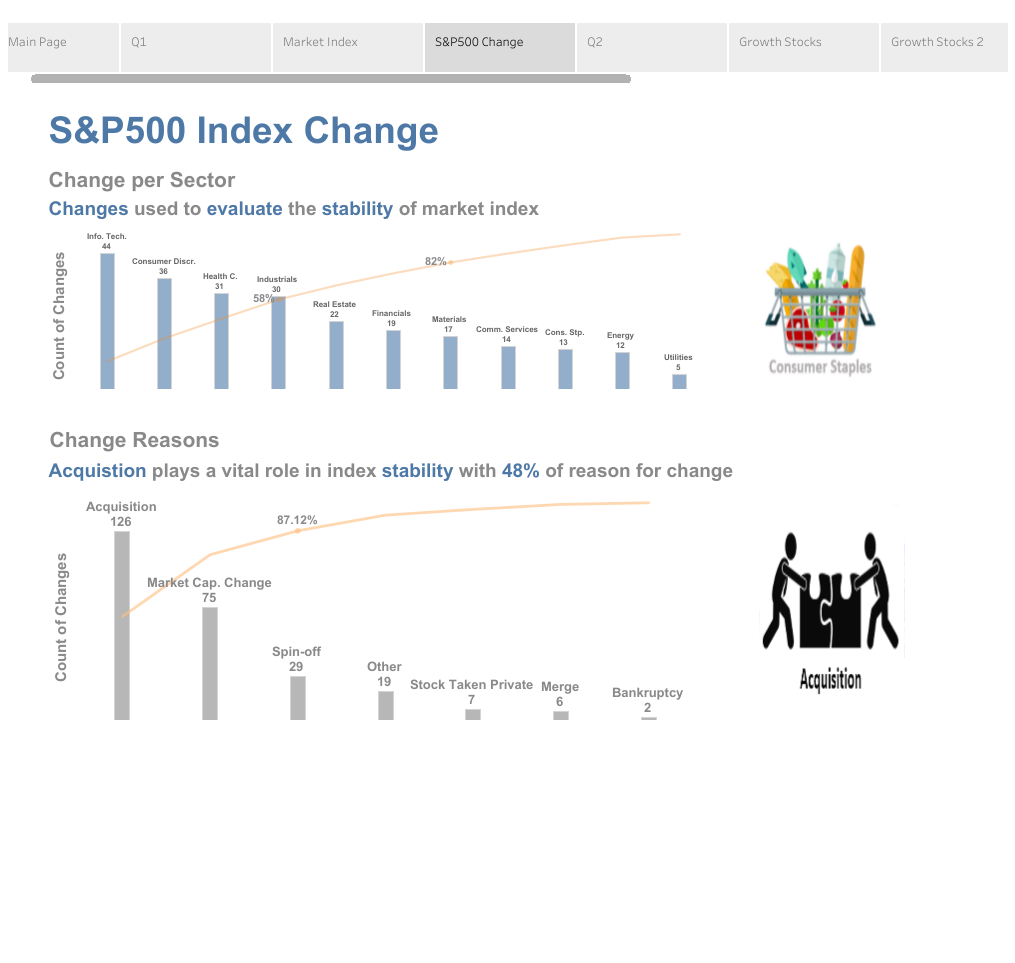 Main Page
Q1
Market Index
S&P500 Change
Q2
Growth Stocks
Growth Stocks 2
S&P500 Index Change
Change per Sector
Changes used to evaluate the stability of market index
Count of Changes
Info. Tech.
44
Consumer Discr.
36
Health C.
31
Industrials
30
58%
Real Estate
22
Financials
19
82%
Materials
17
Comm. Services
14
Cons. Stp.
13
Energy
12
Utilities
5
Consumer Staples
Change Reasons
Acquistion plays a vital role in index stability with 48% of reason for change
Count of Changes
Acquisition
126
Market Cap. Change
75
87.12%
Spin-off
29
Other
19
Stock Taken Private
7
Merge
6
Bankruptcy
2
Acquisition